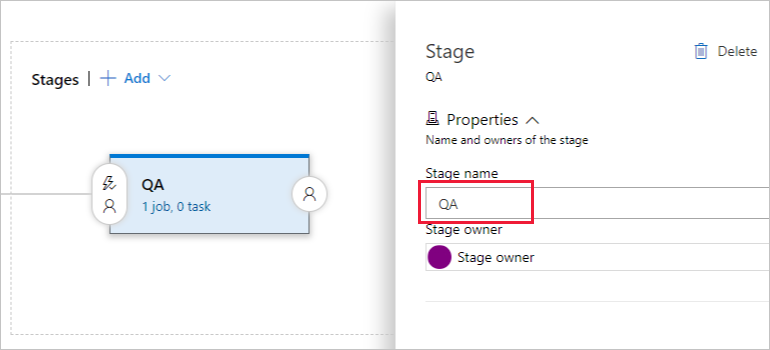 Stages | + Add
QA
1 job, 0 task
Stage
Delete
QA
Properties
Name and owners of the stage
Stage name
QA
Stage owner
Stage owner